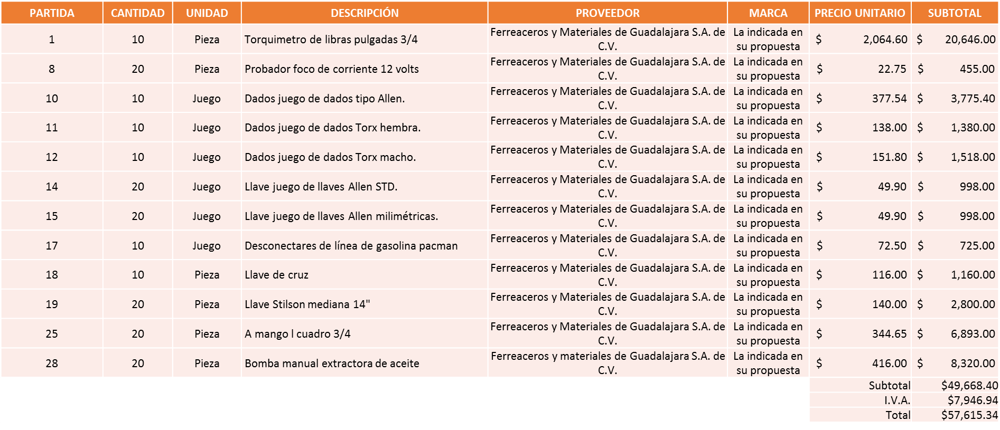 PARTIDA CANTIDAD UNIDAD DESCRIPCIÓN PROVEEDOR MARCA PRECIO UNITARIO SUBTOTAL
1 10 Pieza Torquimetro de libras pulgadas 3/4 Ferreaceros y Materiales de Guadalajara S.A. de C.V. La indicada en su propuesta $ 2,064.60 $ 20,646.00
8 20 Pieza Probador foco de corriente 12 volts Ferreaceros y Materiales de Guadalajara S.A. de C.V. La indicada en su propuesta $ 22.75 $ 455.00
10 10 Juego Dados juego de dados tipo Allen. Ferreaceros y Materiales de Guadalajara S.A. de C.V. La indicada en su propuesta $ 377.54 $ 3,775.40
11 10 Juego Dados juego de dados Torx hembra. Ferreaceros y Materiales de Guadalajara S.A. de C.V. La indicada en su propuesta $ 138.00 $ 1,380.00
12 10 Juego Dados juego de dados Torx macho. Ferreaceros y Materiales de Guadalajara S.A. de C.V. La indicada en su propuesta $ 151.80 $ 1,518.00
14 20 Juego Llave juego de llaves Allen STD. Ferreaceros y Materiales de Guadalajara S.A. de C.V. La indicada en su propuesta $ 49.90 $ 998.00
15 20 Juego Llave juego de llaves Allen milimétricas. Ferreaceros y Materiales de Guadalajara S.A. de C.V. La indicada en su propuesta $ 49.90 $ 998.00
17 10 Juego Desconectares de línea de gasolina pacman Ferreaceros y Materiales de Guadalajara S.A. de C.V. La indicada en su propuesta $ 72.50 $ 725.00
18 10 Pieza Llave de cruz Ferreaceros y Materiales de Guadalajara S.A. de C.V. La indicada en su propuesta $ 116.00 $ 1,160.00
19 20 Pieza Llave Stilson mediana 14" Ferreaceros y Materiales de Guadalajara S.A. de C.V. La indicada en su propuesta $ 140.00 $ 2,800.00
25 20 Pieza A mango l cuadro 3/4 Ferreaceros y Materiales de Guadalajara S.A. de C.V. La indicada en su propuesta $ 344.65 $ 6,893.00
28 20 Pieza Bomba manual extractora de aceite Ferreaceros y materiales de Guadalajara S.A. de C.V. La indicada en su propuesta $ 416.00 $ 8,320.00
Subtotal $49,668.40
I.V.A. $7,946.94
Total $57,615.34